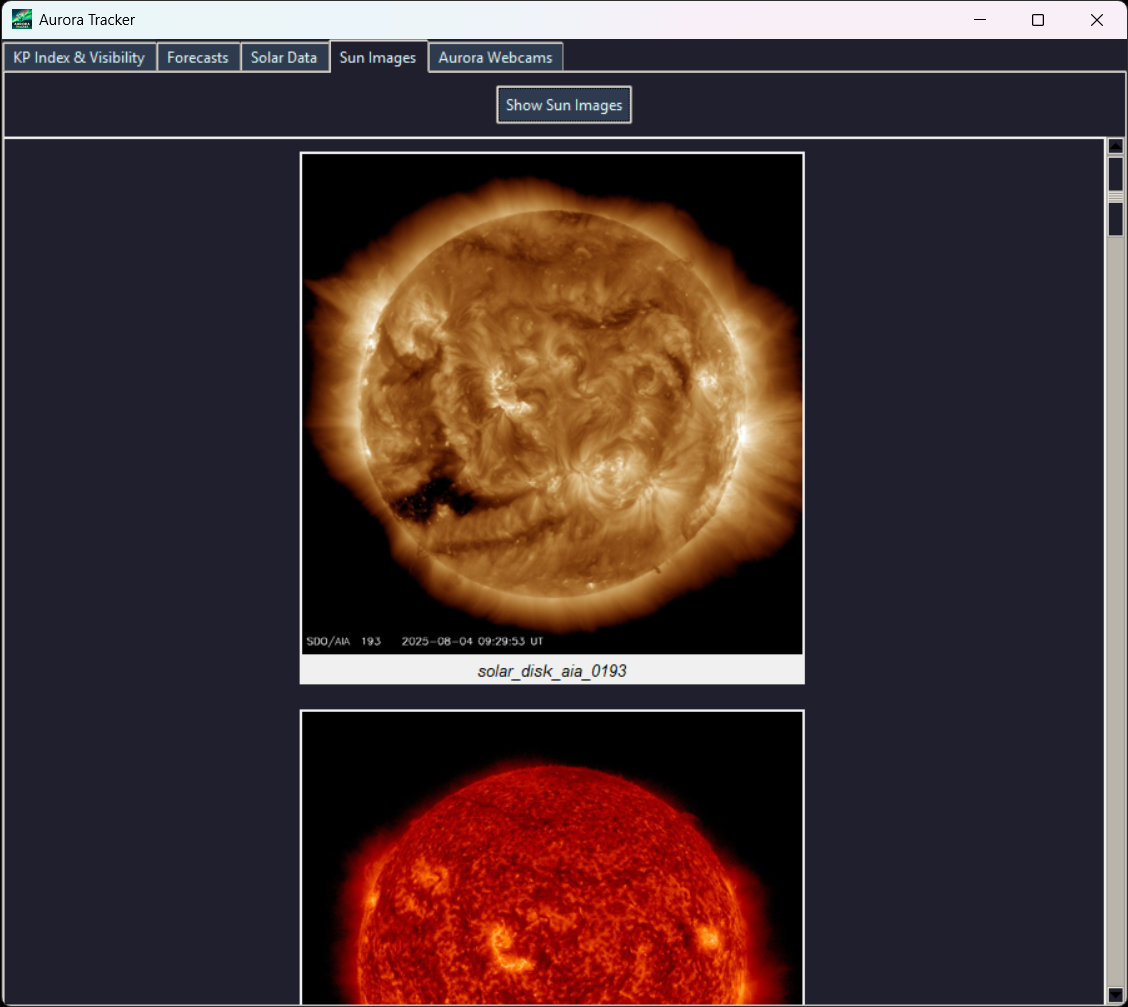 Aurora Tracker
KP Index & Visibility Forecasts Solar Data Sun Images Aurora Webcams
Show Sun Images
SDO/AIA 193 2025-08-04 09:29:53 UT
solar_disk_aia_0193